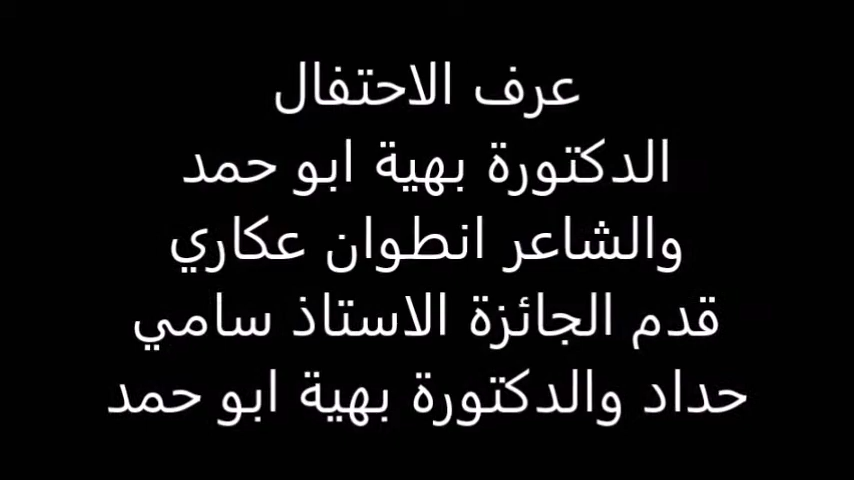 عرف الاحتفال
الدكتورة بهية ابو حمد
والشاعر انطوان عكاري
قدم الجائزة الاستاذ سامي
حداد والدكتورة بهية ابو حمد